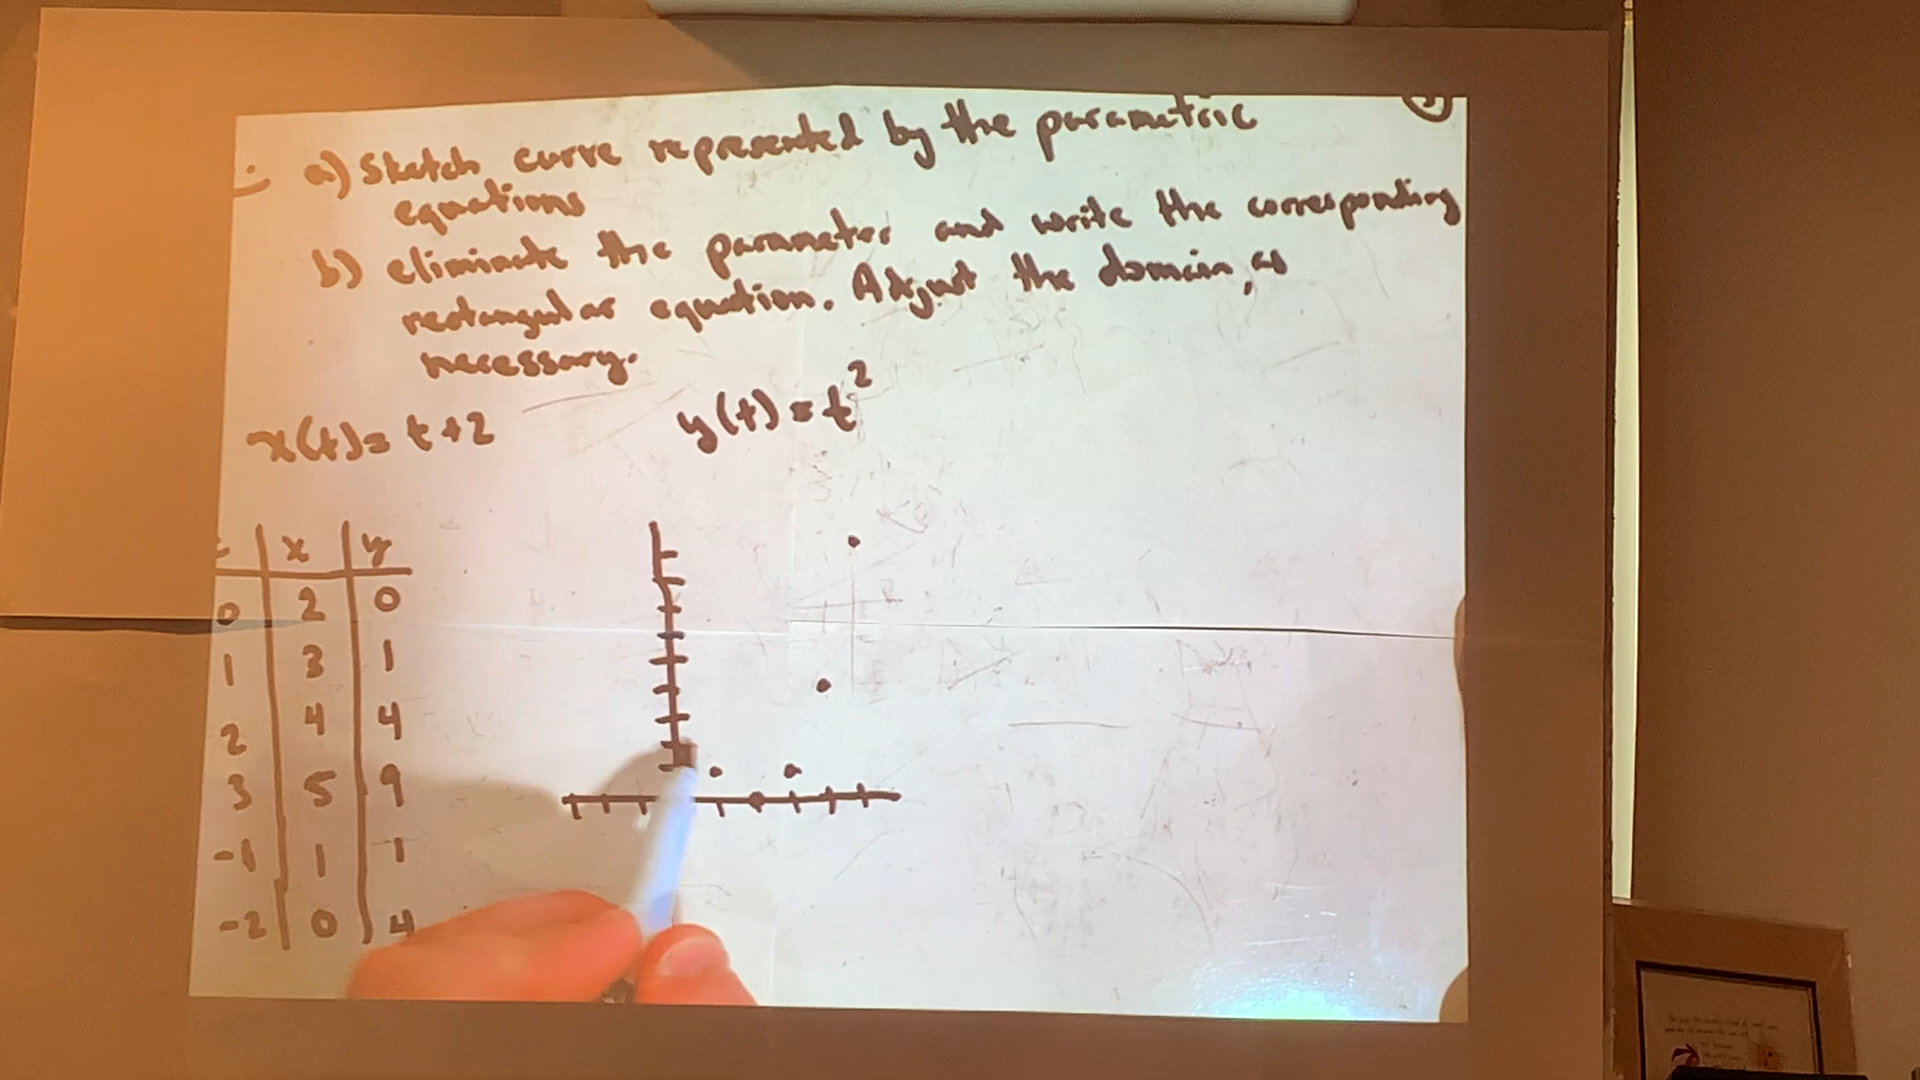 a) Sketch curve represented by the parametric
equations
b) eliminate the parameter and write the corresponding
rectangular equation. Adjust the domain, as
necessary.
x(t)= t+2 y(t) = t²
x y
0 2 0
1 3 1
2 4 4
3 5 9
-1 1 1
-2 0 4